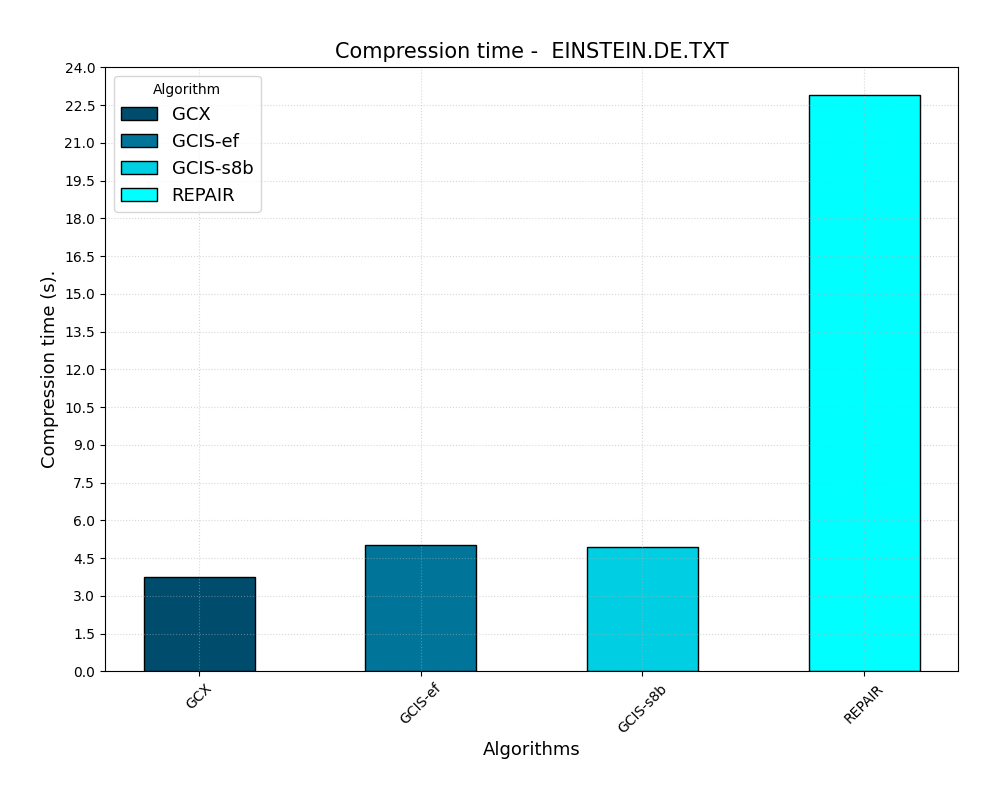 Compression time -  EINSTEIN.DE.TXT
24.0
22.5
21.0
19.5
18.0
16.5
15.0
13.5
12.0
10.5
9.0
7.5
6.0
4.5
3.0
1.5
0.0
Compression time (s).
Algorithm
GCX
GCIS-ef
GCIS-s8b
REPAIR
GCX
GCIS-ef
GCIS-s8b
REPAIR
Algorithms